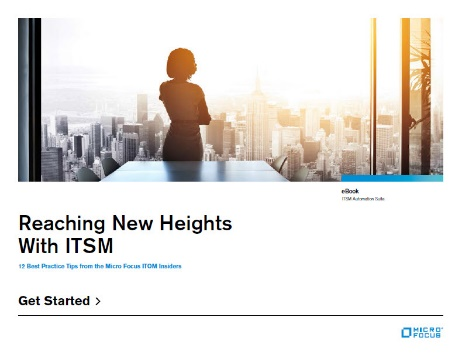 eBook
ITSM Automation Suite
Reaching New Heights
With ITSM
12 Best Practice Tips from the Micro Focus ITOM Insiders
Get Started >
MICRO
FOCUS